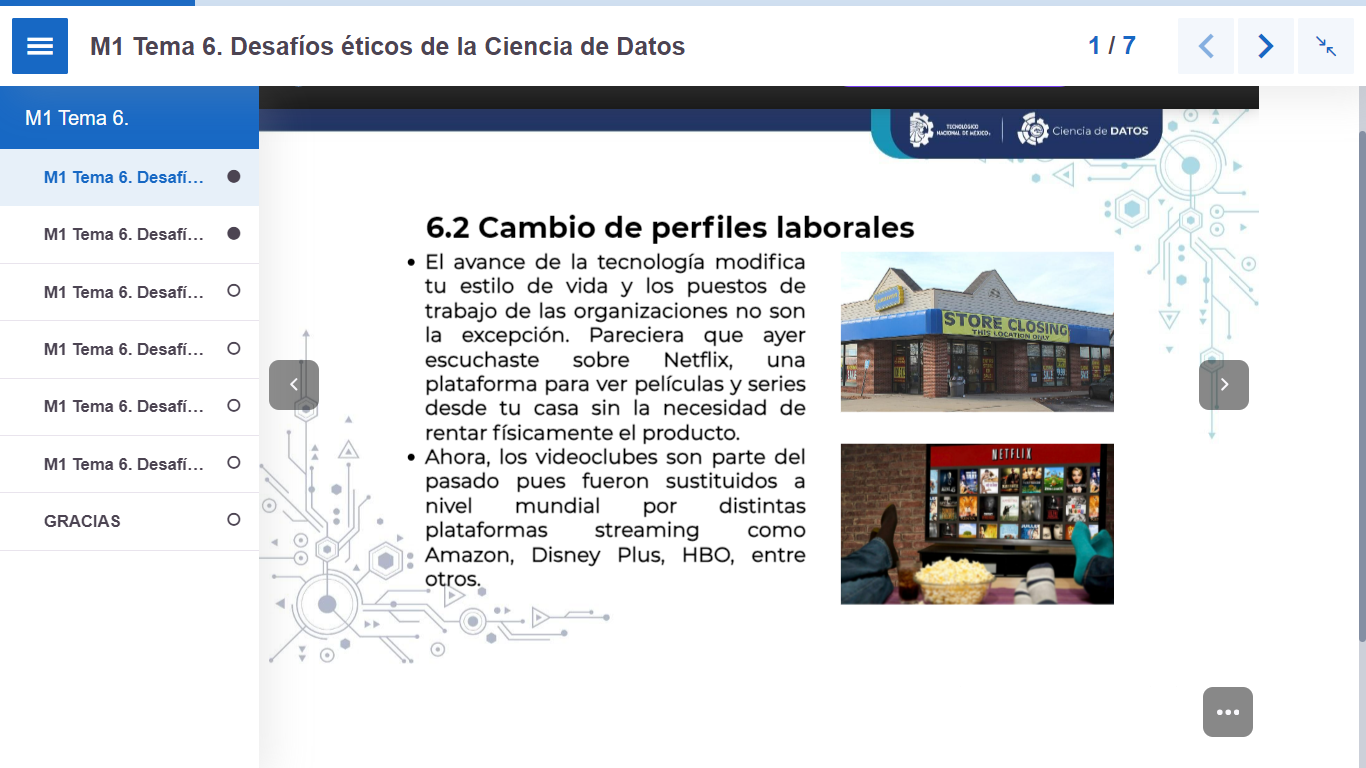 M1 Tema 6. Desafíos éticos de la Ciencia de Datos
1 / 7
M1 Tema 6.
M1 Tema 6. Desafí...
M1 Tema 6. Desafí...
M1 Tema 6. Desafí...
M1 Tema 6. Desafí...
M1 Tema 6. Desafí...
M1 Tema 6. Desafí...
GRACIAS
TECNOLÓGICO
NACIONAL DE MÉXICO
Ciencia de DATOS
6.2 Cambio de perfiles laborales
• El avance de la tecnología modifica
tu estilo de vida y los puestos de
trabajo de las organizaciones no son
la excepción. Pareciera que ayer
escuchaste sobre Netflix, una
plataforma para ver películas y series
desde tu casa sin la necesidad de
rentar físicamente el producto.
• Ahora, los videoclubes son parte del
pasado pues fueron sustituidos a
nivel mundial por distintas
plataformas streaming como
Amazon, Disney Plus, HBO, entre
otros.
STORE CLOSING
THIS LOCATION ONLY
NETFLIX